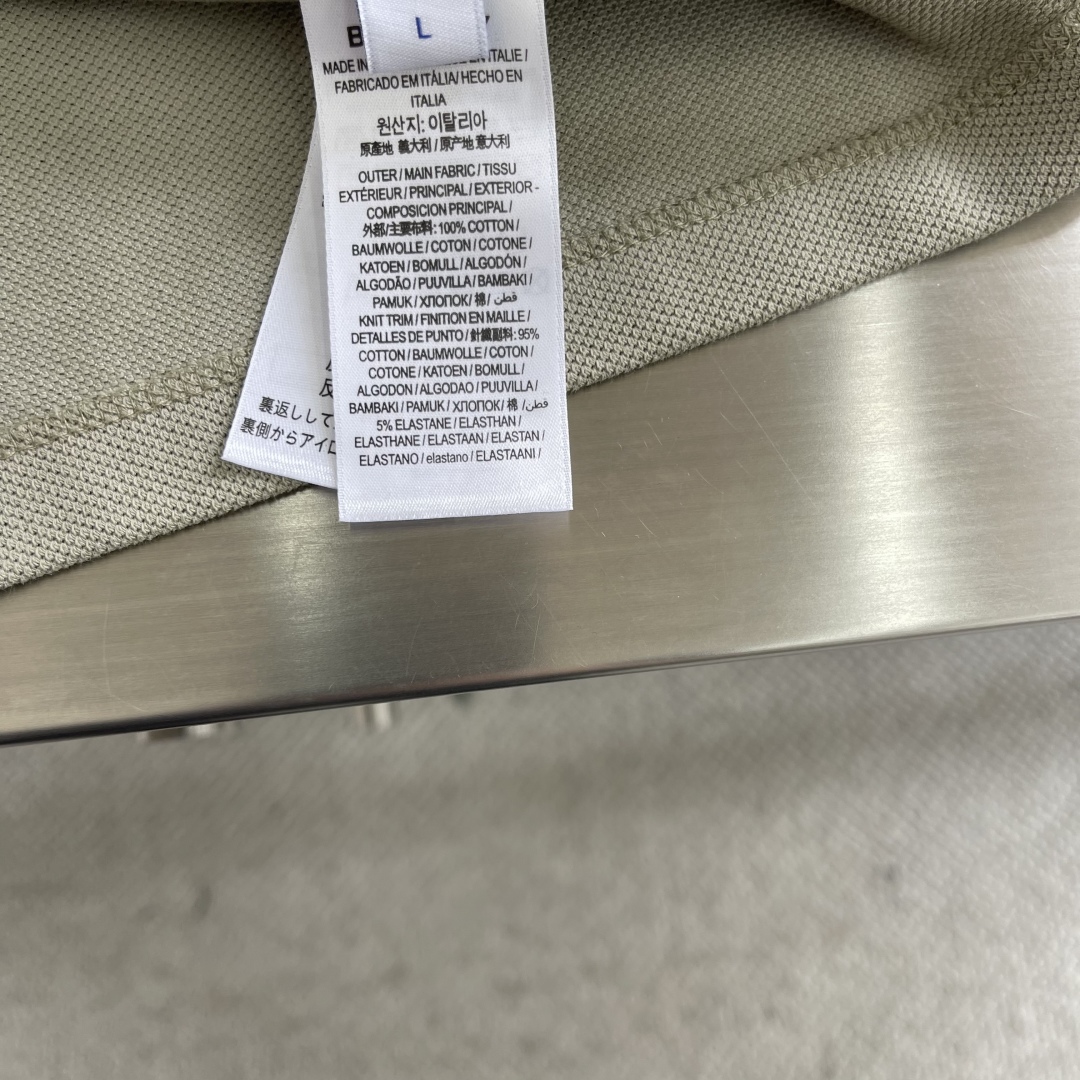 L
MADE IN ITALIE /
FABRICADO EM ITÀLIA/ HECHO EN
ITALIA
원산지: 이탈리아
原產地 義大利 / 原产地 意大利
OUTER / MAIN FABRIC / TISSU
EXTÉRIEUR / PRINCIPAL / EXTERIOR -
COMPOSICION PRINCIPAL /
外部/主要布料: 100% COTTON /
BAUMWOLLE / COTON / COTONE /
KATOEN / BOMULL / ALGODÓN /
ALGODÃO / PUUVILLA / BAMBAKI /
PAMUK / ХЛОПОК/ 棉 / قطن
KNIT TRIM / FINITION EN MAILLE /
DETALLES DE PUNTO / 針織副料: 95%
COTTON / BAUMWOLLE / COTON /
COTONE / KATOEN / BOMULL /
ALGODON / ALGODAO / PUUVILLA /
BAMBAKI / PAMUK / ХЛОПОК/ 棉 / قطن
5% ELASTANE / ELASTHAN /
ELASTHANE / ELASTAAN / ELASTAN /
ELASTANO / elastano / ELASTAANI /
反
裏返しして
裏側からアイロ